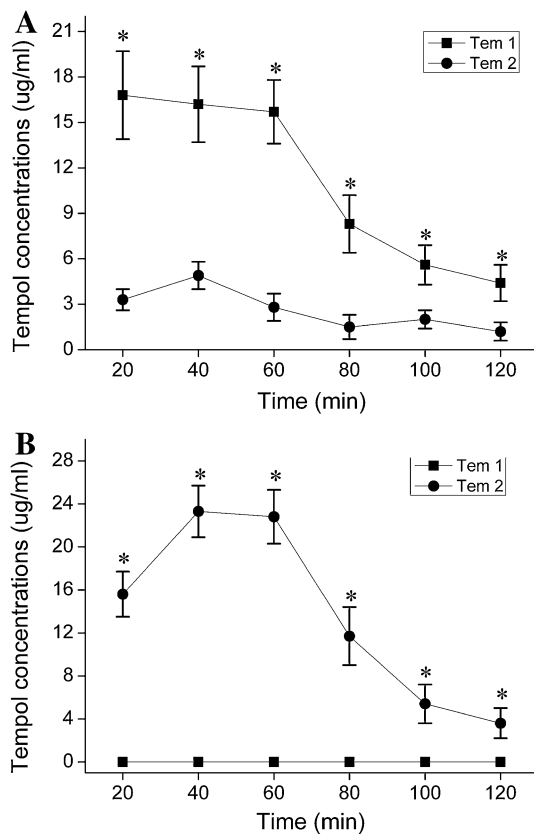 A
Tempol concentrations (ug/ml)
21
18
15
12
9
6
3
0
* * * * * *
Tem 1
Tem 2
20 40 60 80 100 120
Time (min)
B
Tempol concentrations (ug/ml)
28
24
20
16
12
8
4
0
* * * * * *
Tem 1
Tem 2
20 40 60 80 100 120
Time (min)